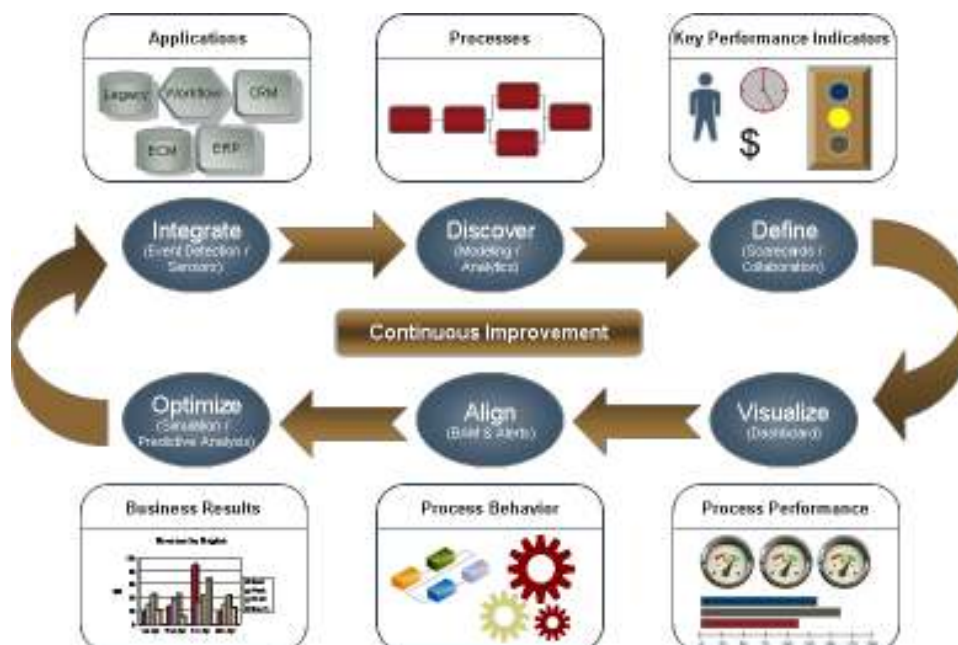 Applications
Processes
Key Performance Indicators
Legacy
Workflow
CRM
ECM
ERP
$
Integrate
(Event Detection /
Sensors)
Discover
(Modeling /
Analytics)
Define
(Scorecards /
Collaboration)
Continuous Improvement
Optimize
(Simulation /
Predictive Analysis)
Align
(BAM & Alerts)
Visualize
(Dashboard)
Business Results
Process Behavior
Process Performance